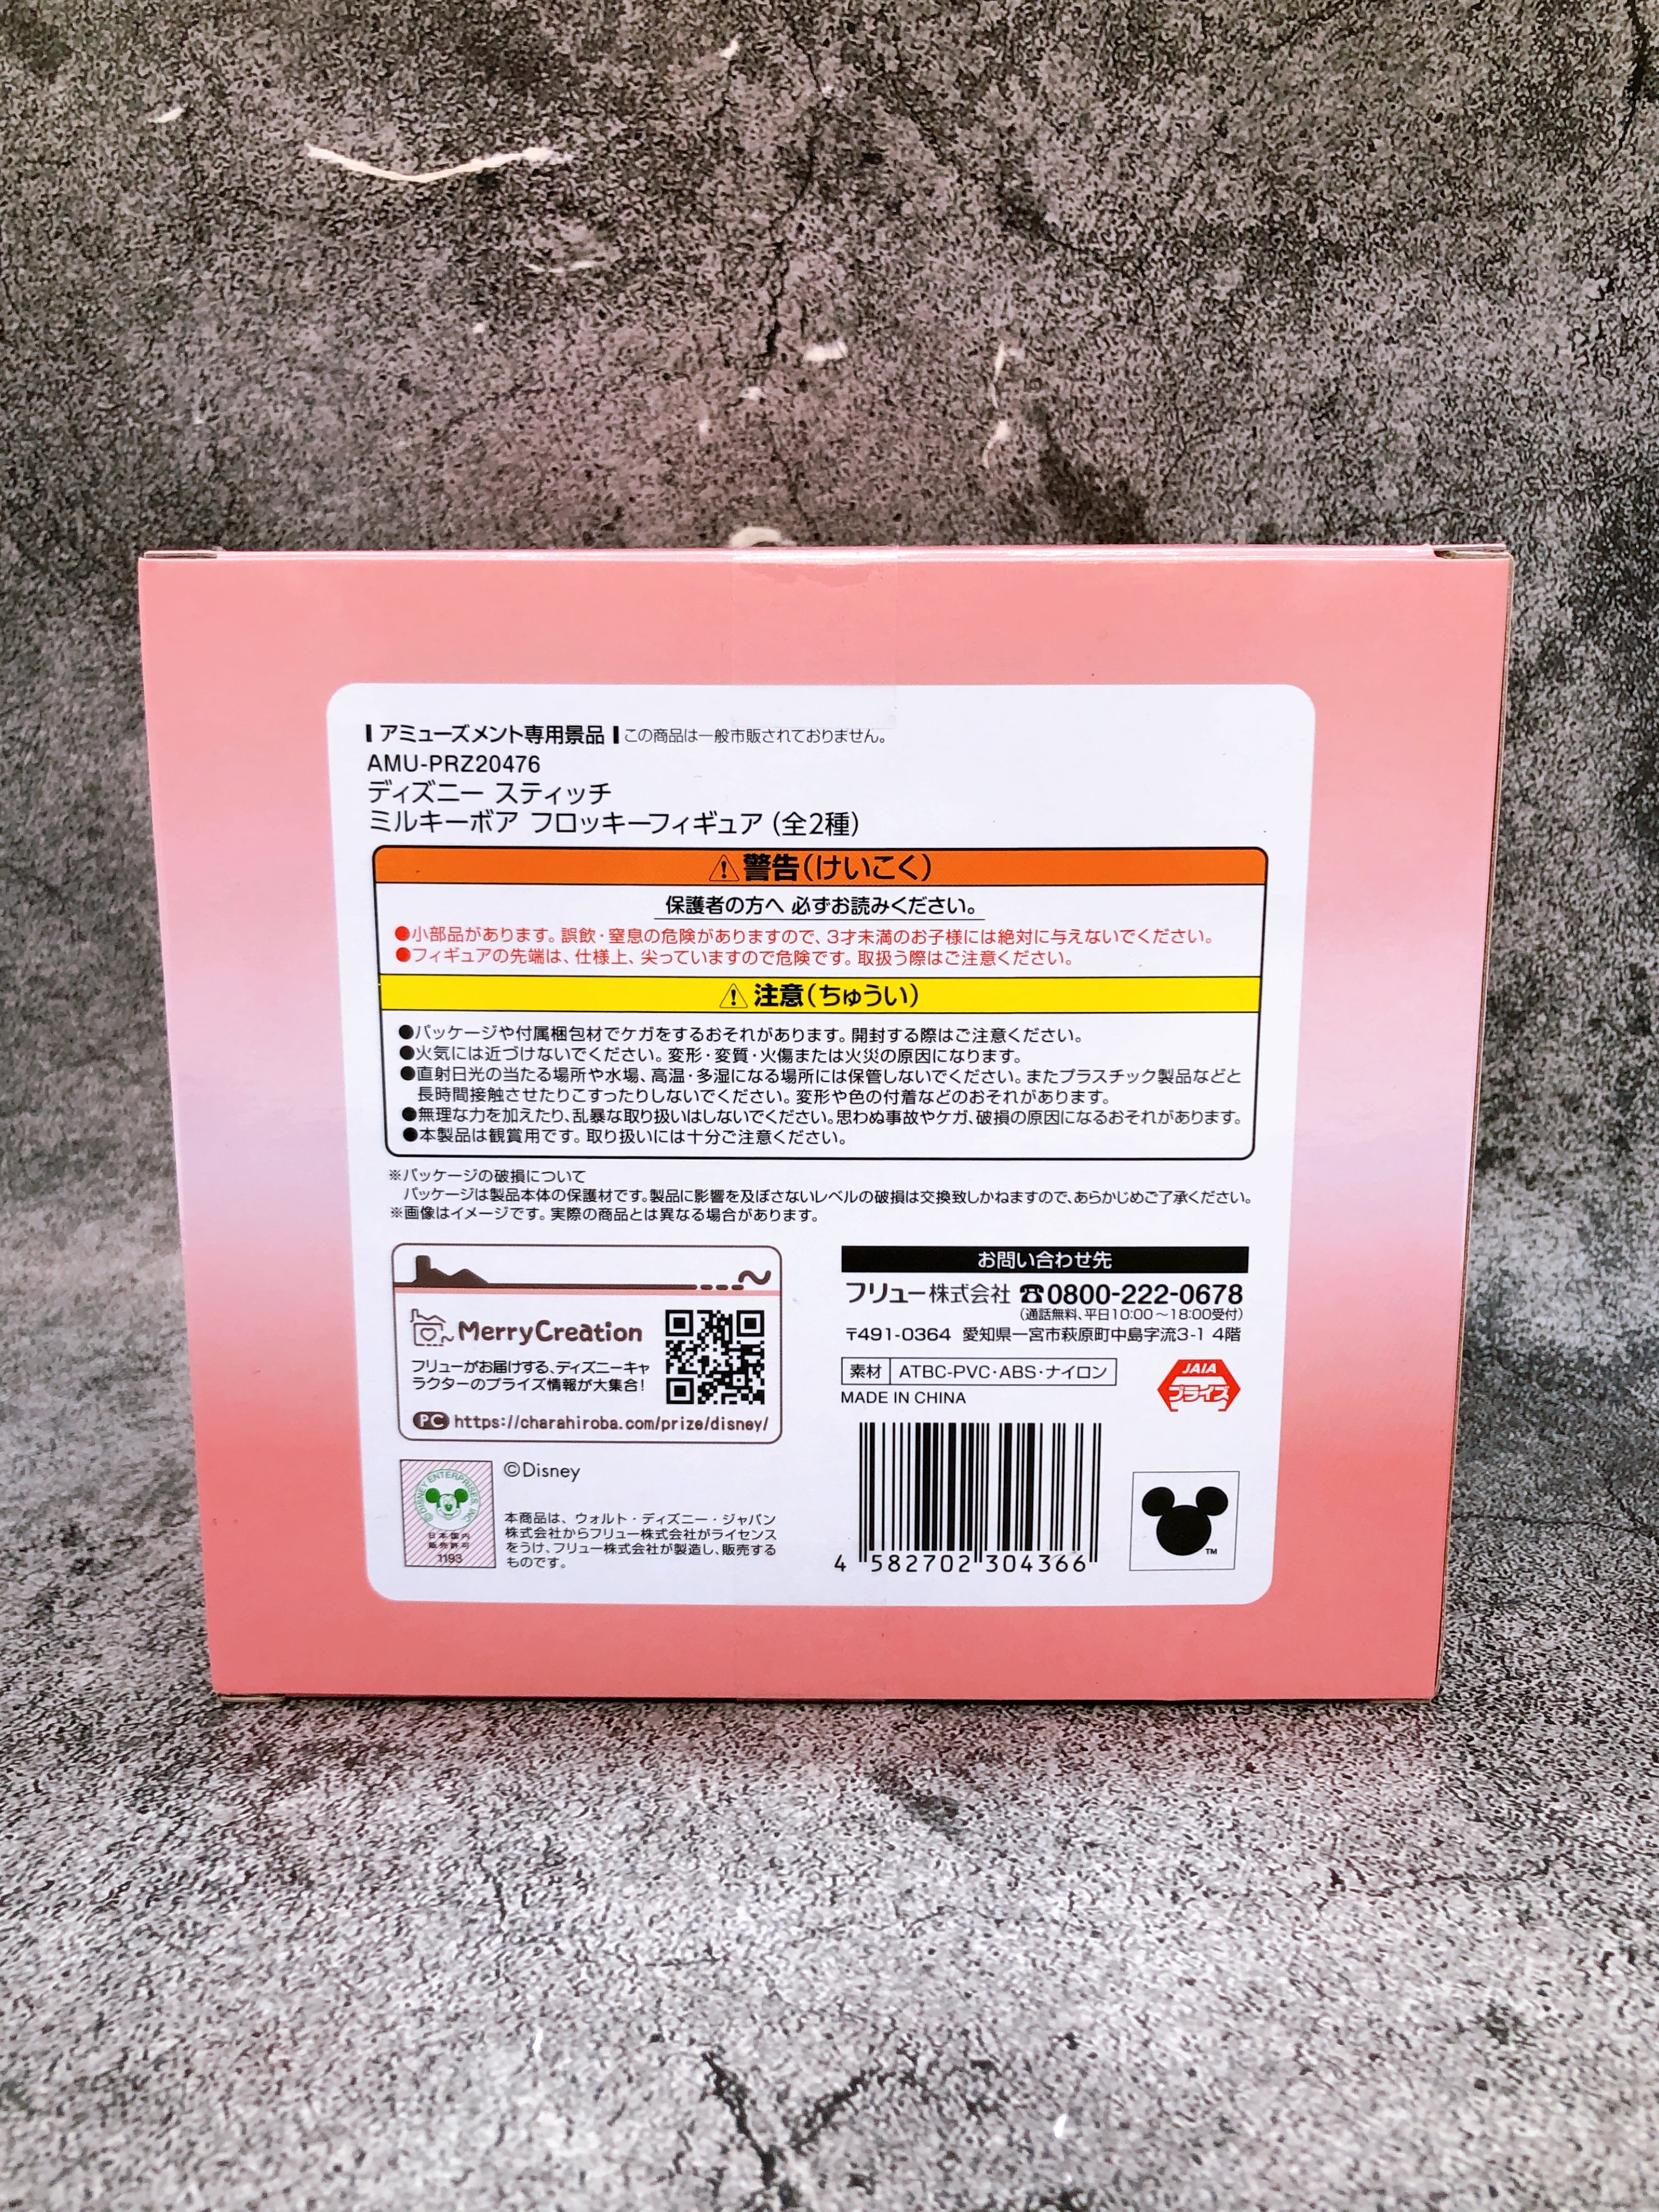 アミューズメント専用景品 この商品は一般市販されておりません。
AMU-PRZ20476
ディズニー スティッチ
ミルキーボア フロッキーフィギュア (全2種)
警告(けいこく)
保護者の方へ 必ずお読みください。
●小部品があります。誤飲・窒息の危険がありますので、3才未満のお子様には絶対に与えないでください。
●フィギュアの先端は、仕様上、尖っていますので危険です。取扱う際はご注意ください。
注意(ちゅうい)
●パッケージや付属梱包材でケガをするおそれがあります。開封する際はご注意ください。
●火気には近づけないでください。変形・変質・火傷または火災の原因になります。
●直射日光の当たる場所や水場、高温・多湿になる場所には保管しないでください。またプラスチック製品などと
長時間接触させたりこすったりしないでください。変形や色の付着などのおそれがあります。
●無理な力を加えたり、乱暴な取り扱いはしないでください。思わぬ事故やケガ、破損の原因になるおそれがあります。
●本製品は観賞用です。取り扱いには十分ご注意ください。
※パッケージの破損について
パッケージは製品本体の保護材です。製品に影響を及ぼさないレベルの破損は交換致しかねますので、あらかじめご了承ください。
※画像はイメージです。実際の商品とは異なる場合があります。
MerryCreation
フリューがお届けする、ディズニーキャ
ラクターのプライズ情報が大集合!
PC https://charahiroba.com/prize/disney/
お問い合わせ先
フリュー株式会社 ☎0800-222-0678
(通話無料、平日10:00～18:00受付)
〒491-0364 愛知県一宮市萩原町中島字流3-1 4階
素材 ATBC-PVC・ABS・ナイロン
MADE IN CHINA
JAIA
プライズ
©DISNEY ENTERPRISES, INC.
日本国内
販売許可
1193
©Disney
本商品は、ウォルト・ディズニー・ジャパン
株式会社からフリュー株式会社がライセンス
をうけ、フリュー株式会社が製造し、販売する
ものです。
4 582702 304366
TM